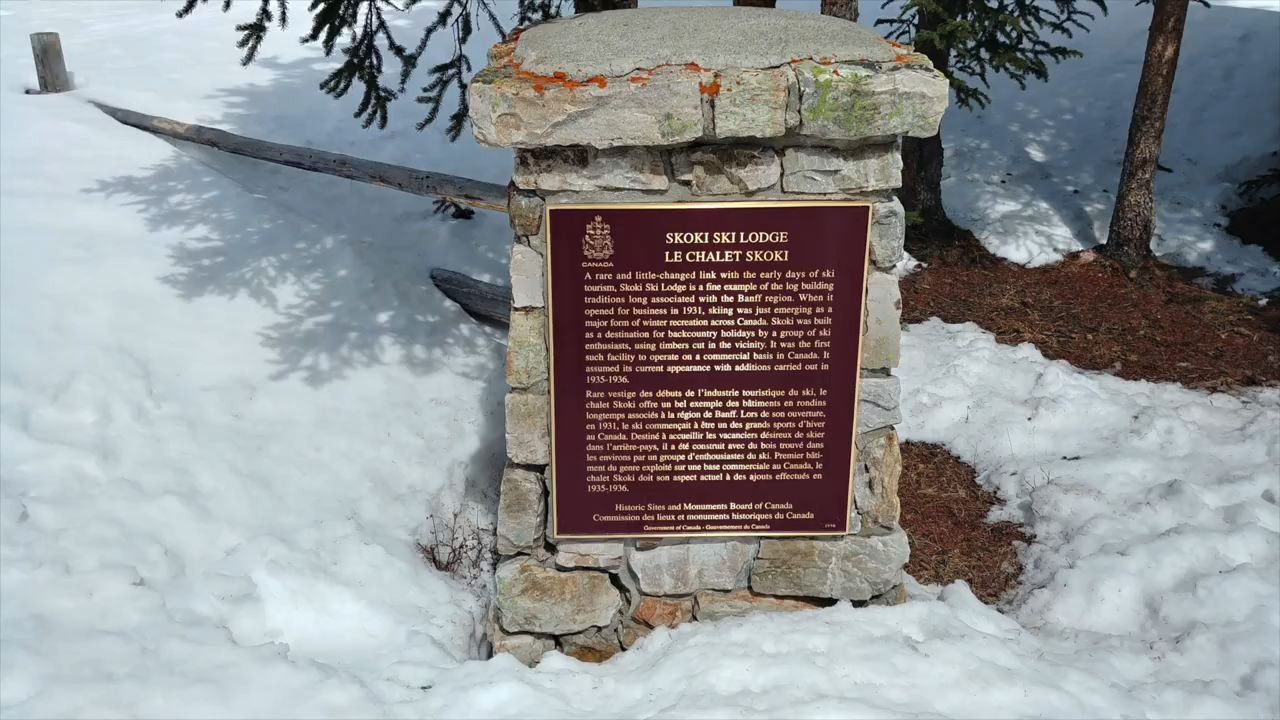 CANADA
SKOKI SKI LODGE
LE CHALET SKOKI
A rare and little-changed link with the early days of ski
tourism, Skoki Ski Lodge is a fine example of the log building
traditions long associated with the Banff region. When it
opened for business in 1931, skiing was just emerging as a
major form of winter recreation across Canada. Skoki was built
as a destination for backcountry holidays by a group of ski
enthusiasts, using timbers cut in the vicinity. It was the first
such facility to operate on a commercial basis in Canada. It
assumed its current appearance with additions carried out in
1935-1936.
Rare vestige des débuts de l'industrie touristique du ski, le
chalet Skoki offre un bel exemple des bâtiments en rondins
longtemps associés à la région de Banff. Lors de son ouverture,
en 1931, le ski commençait à être un des grands sports d'hiver
au Canada. Destiné à accueillir les vacanciers désireux de skier
dans l'arrière-pays, il a été construit avec du bois trouvé dans
les environs par un groupe d'enthousiastes du ski. Premier bâti-
ment du genre exploité sur une base commerciale au Canada, le
chalet Skoki doit son aspect actuel à des ajouts effectués en
1935-1936.
Historic Sites and Monuments Board of Canada
Commission des lieux et monuments historiques du Canada
Government of Canada - Gouvernement du Canada